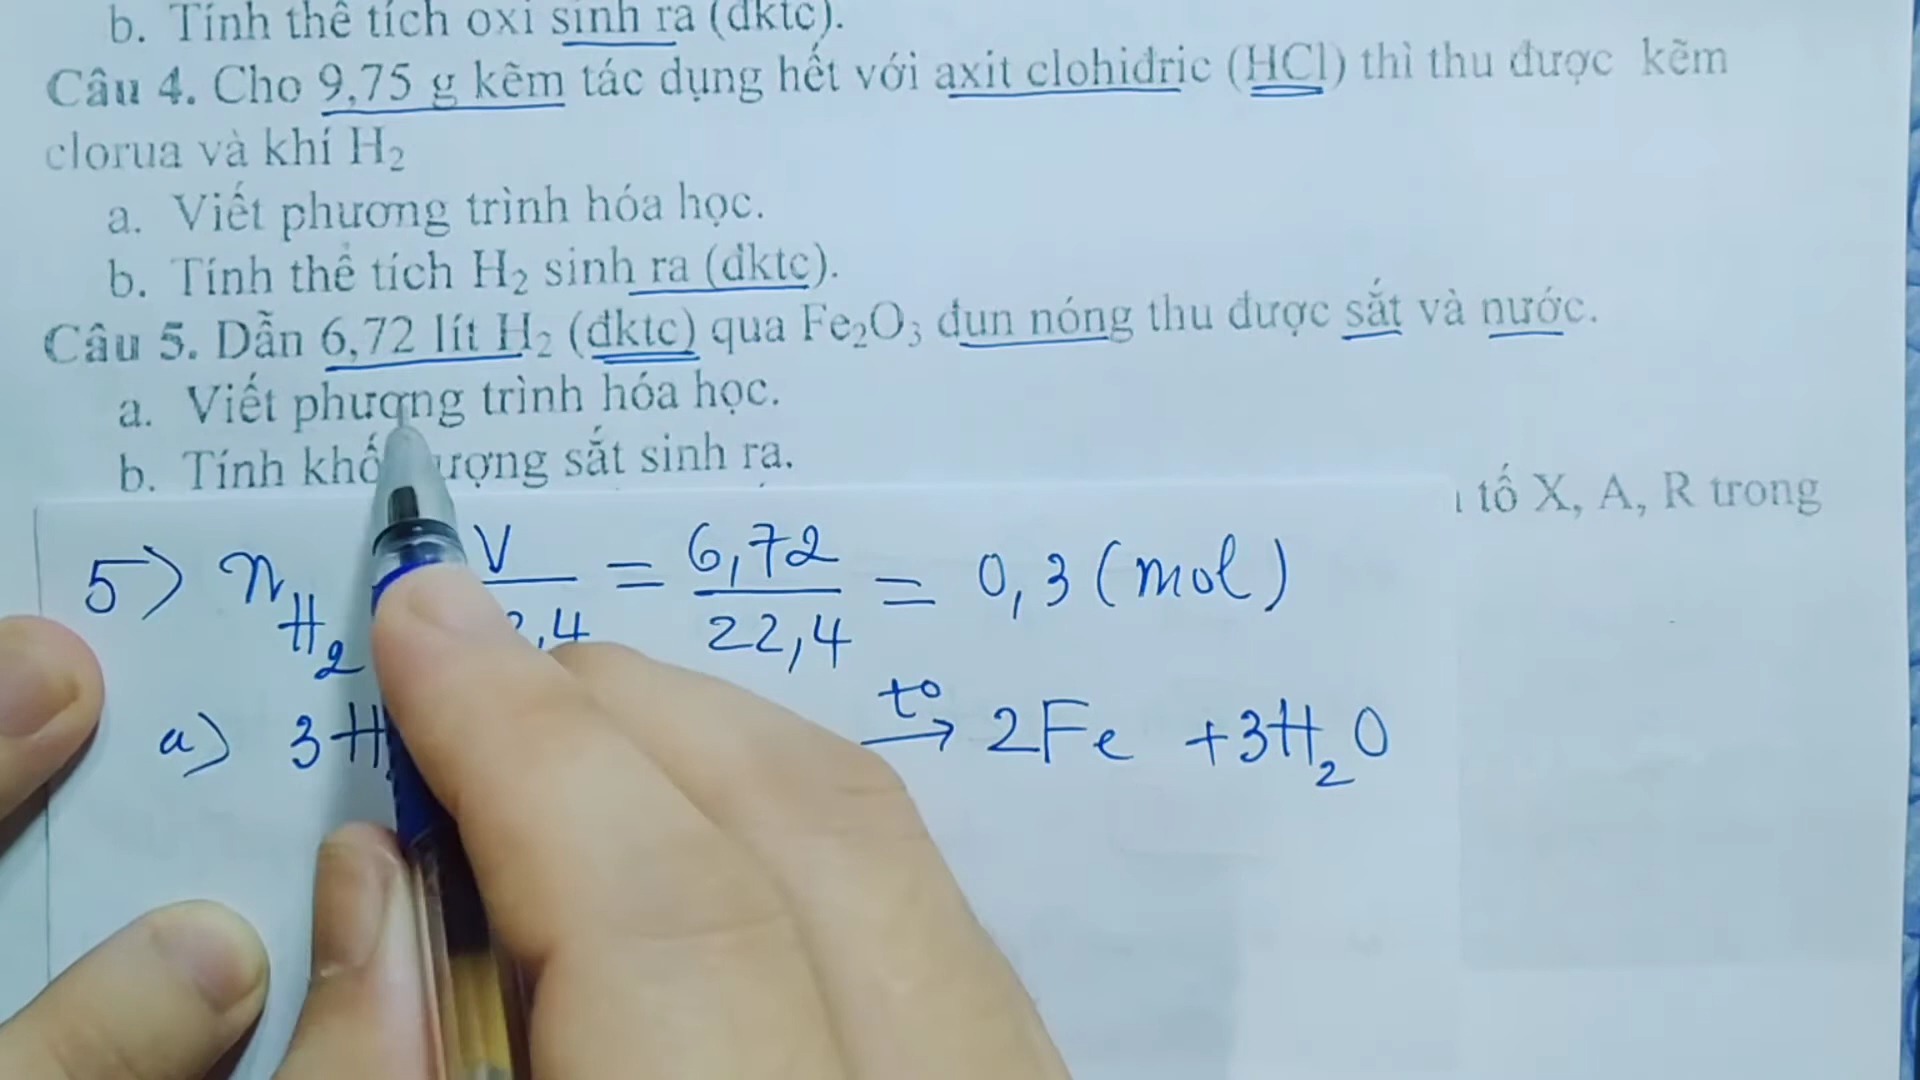 b. Tính thể tích oxi sinh ra (đktc).
Câu 4. Cho 9,75 g kẽm tác dụng hết với axit clohiđric (HCl) thì thu được kẽm
clorua và khí H₂
a. Viết phương trình hóa học.
b. Tính thể tích H₂ sinh ra (đktc).
Câu 5. Dẫn 6,72 lít H₂ (đktc) qua Fe₂O₃ đun nóng thu được sắt và nước.
a. Viết phương trình hóa học.
b. Tính sắt sinh ra.
tố X, A, R trong
5) n H₂ V = 6,72 / 22,4 = 0,3 (mol)
a) 3H t° → 2Fe + 3H₂O